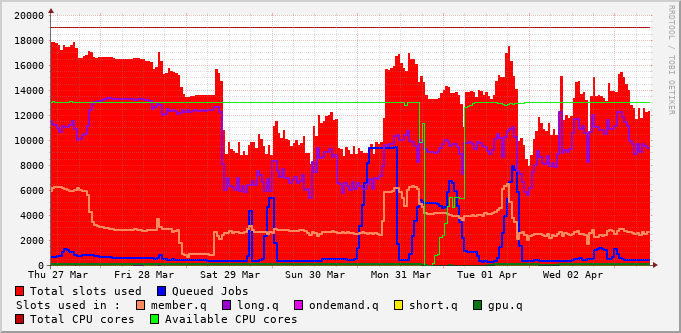 20000
18000
16000
14000
12000
10000
8000
6000
4000
2000
0
Thu 27 Mar Fri 28 Mar Sat 29 Mar Sun 30 Mar Mon 31 Mar Tue 01 Apr Wed 02 Apr
RRDTOOL / TOBI OETIKER
Total slots used Queued Jobs
Slots used in : member.q long.q ondemand.q short.q gpu.q
Total CPU cores Available CPU cores